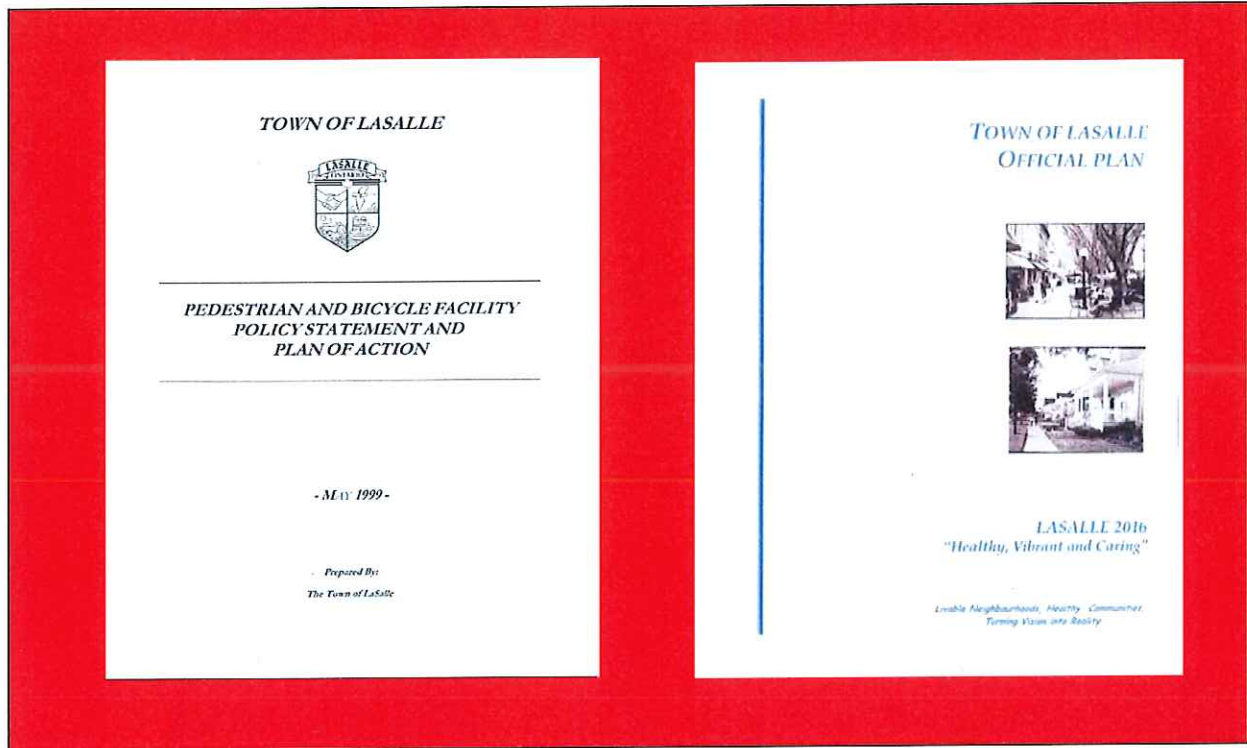 TOWN OF LASALLE
LASALLE
ONTARIO
PEDESTRIAN AND BICYCLE FACILITY
POLICY STATEMENT AND
PLAN OF ACTION
- MAY 1999 -
Prepared By:
The Town of LaSalle
TOWN OF LASALLE
OFFICIAL PLAN
LASALLE 2016
"Healthy, Vibrant and Caring"
Livable Neighbourhoods, Healthy Communities,
Turning Vision into Reality